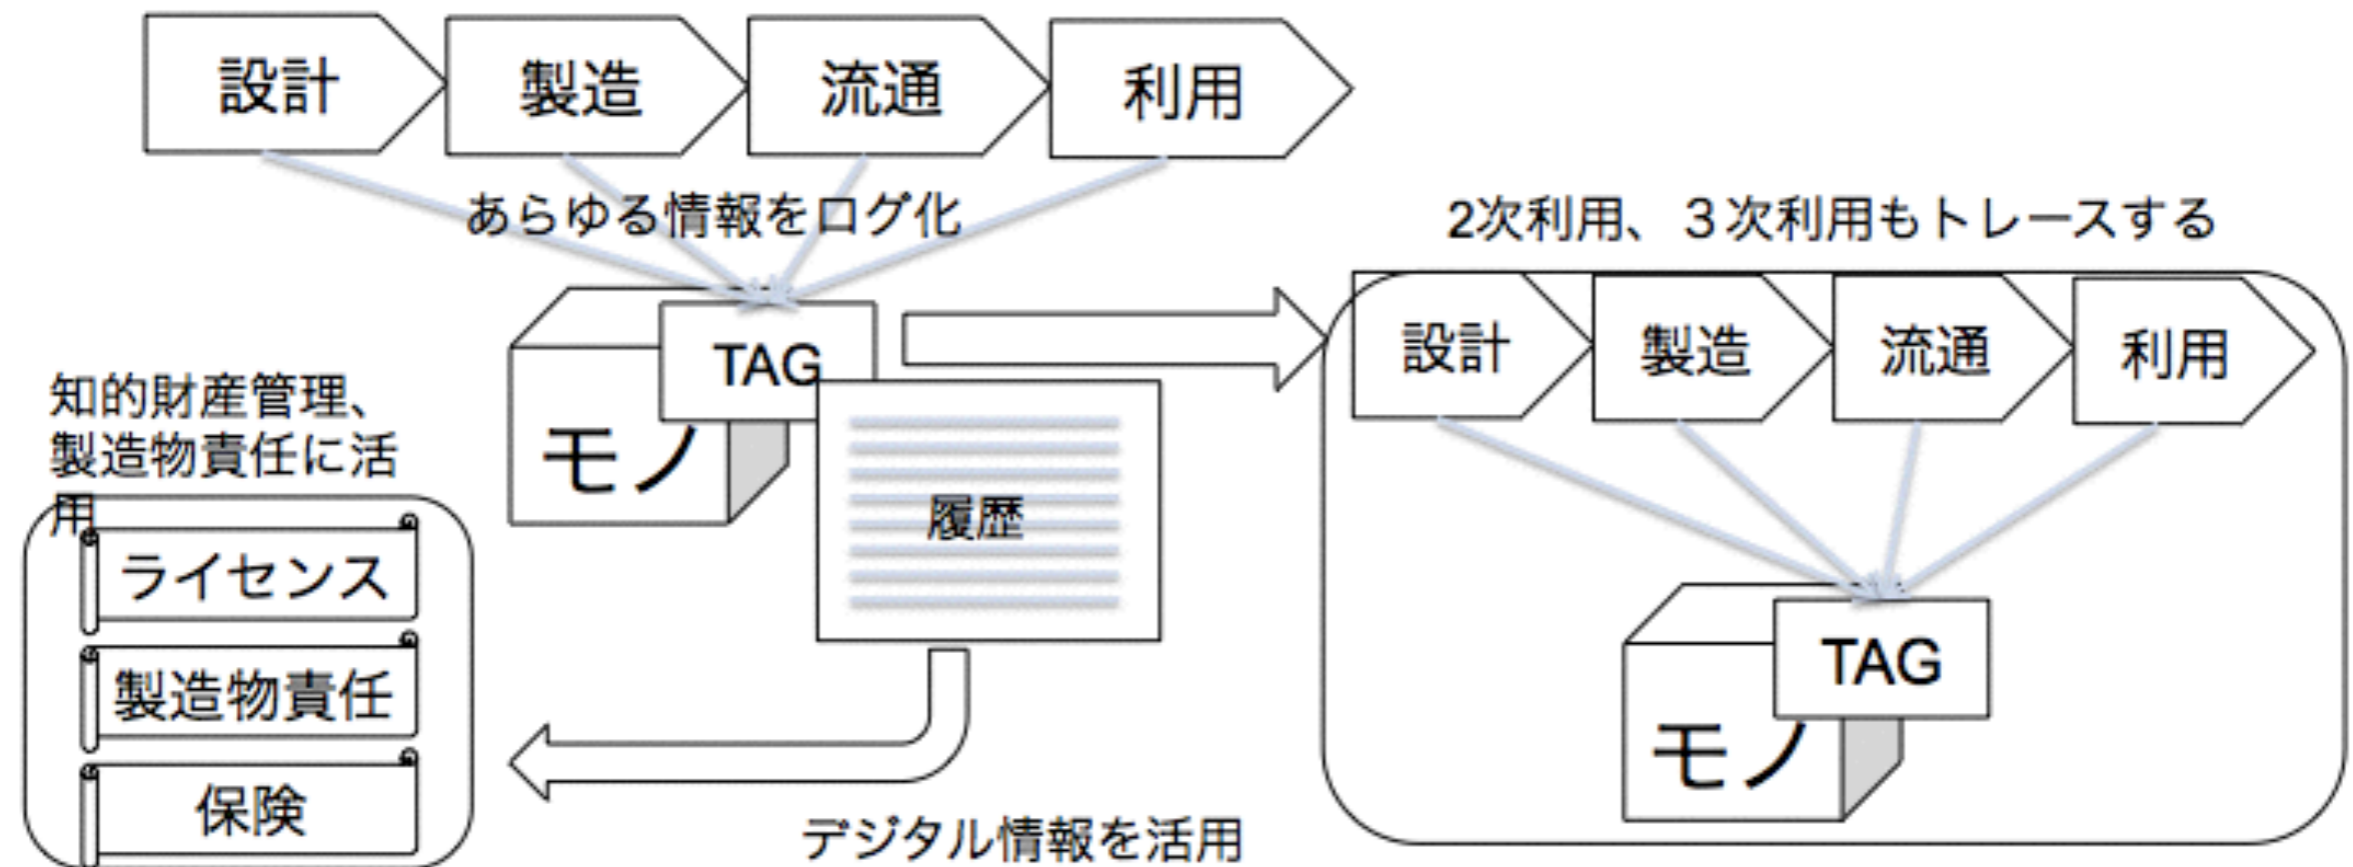 設計
製造
流通
利用
あらゆる情報をログ化
2次利用、３次利用もトレースする
設計
製造
流通
利用
TAG
モノ
履歴
知的財産管理、
製造物責任に活
用
ライセンス
製造物責任
保険
TAG
モノ
デジタル情報を活用